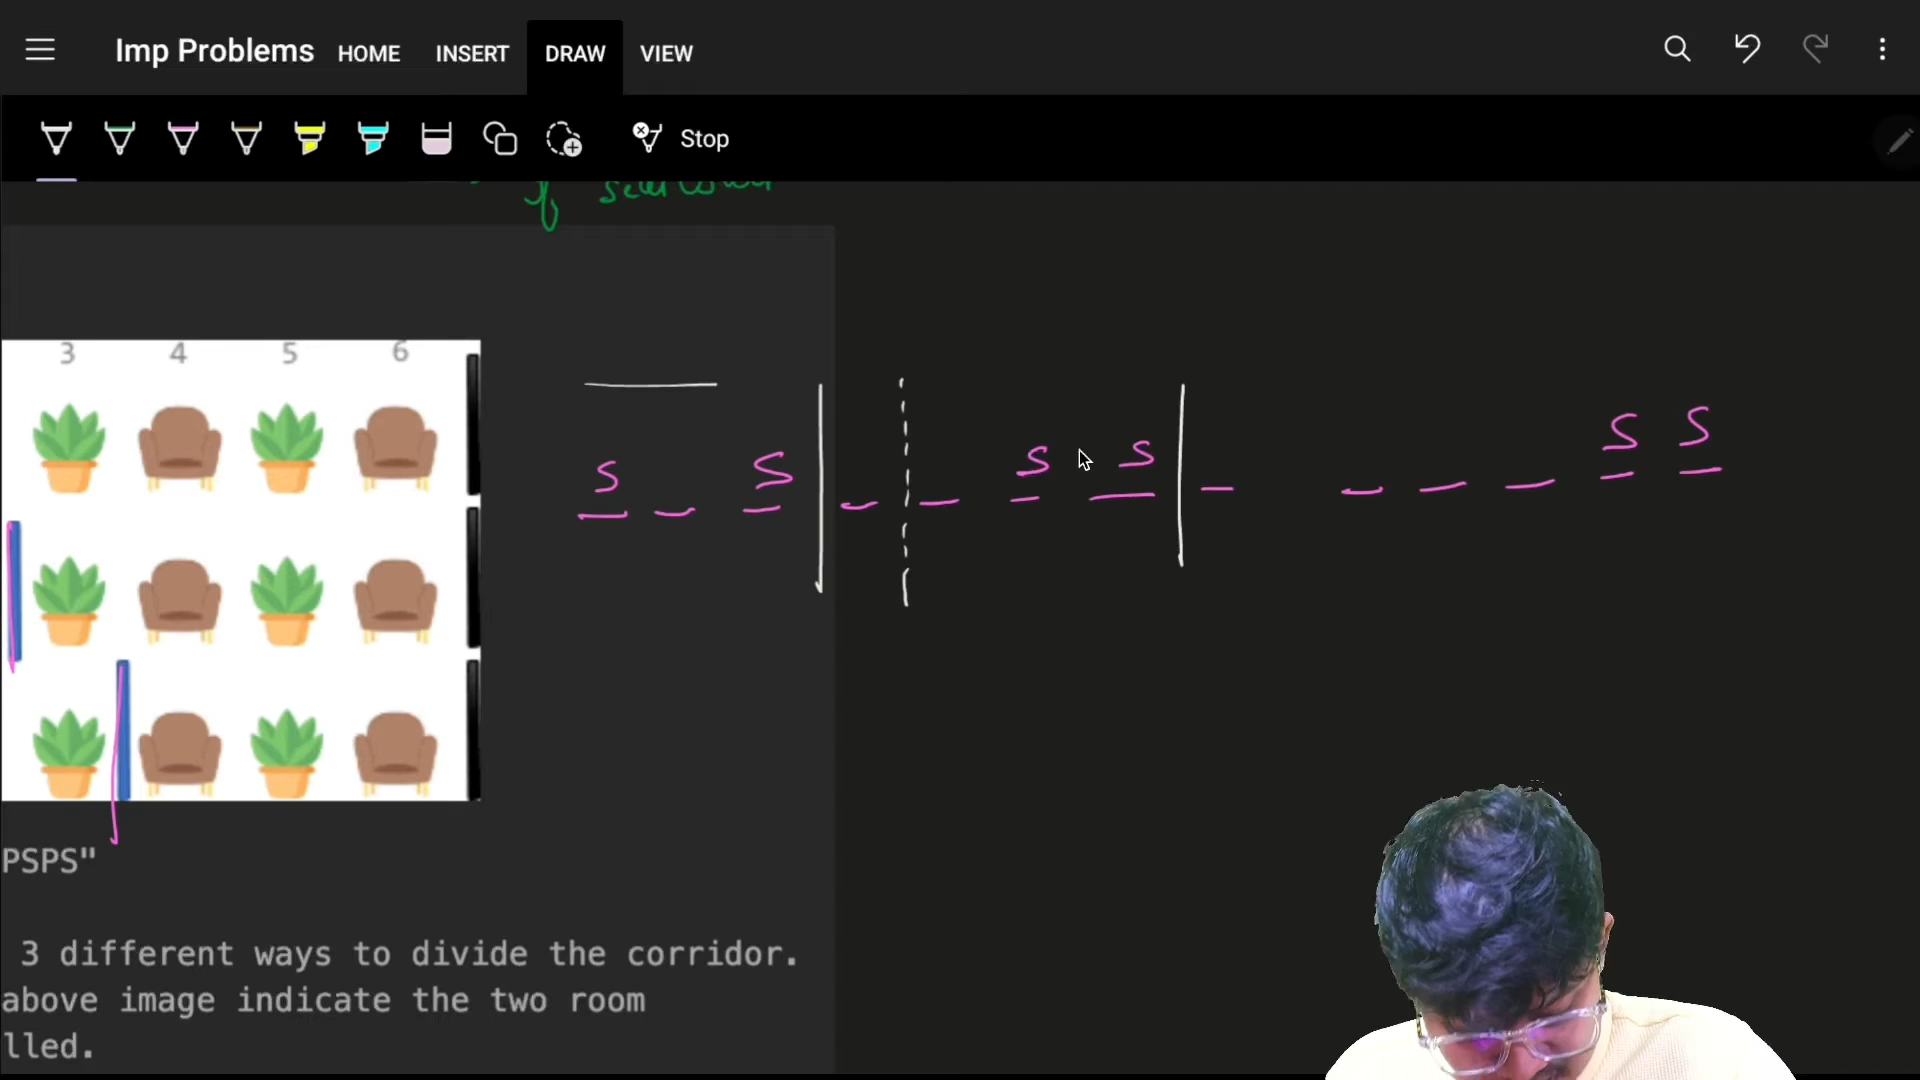 Imp Problems HOME INSERT DRAW VIEW
Stop
3 4 5 6
S S S S S S
PSPS"
3 different ways to divide the corridor.
above image indicate the two room
lled.